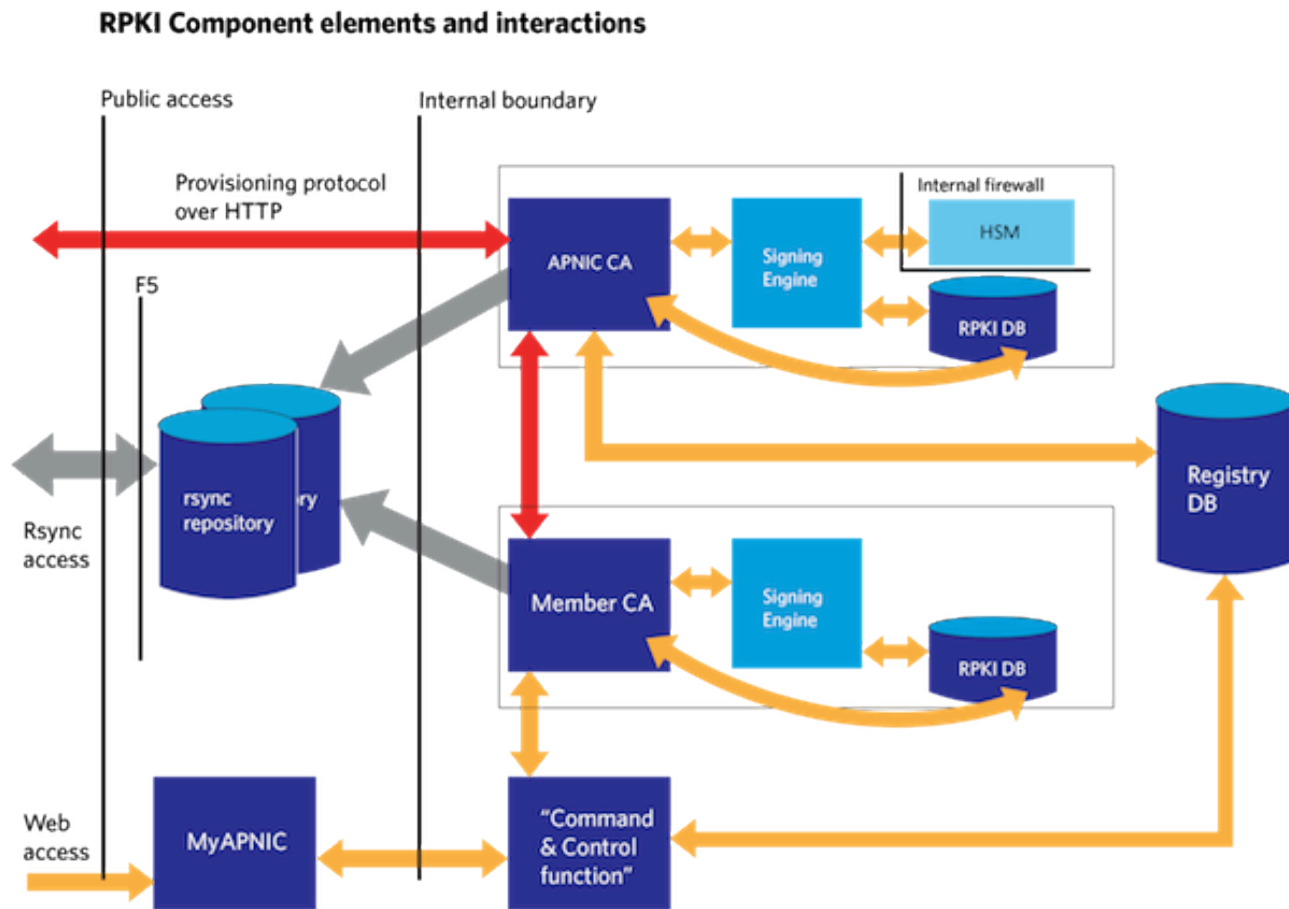 RPKI Component elements and interactions
Public access
Internal boundary
Provisioning protocol
over HTTP
Internal firewall
HSM
APNIC CA
Signing
Engine
RPKI DB
F5
rsync
repository
ry
Registry
DB
Rsync
access
Member CA
Signing
Engine
RPKI DB
Web
access
MyAPNIC
“Command
& Control
function”